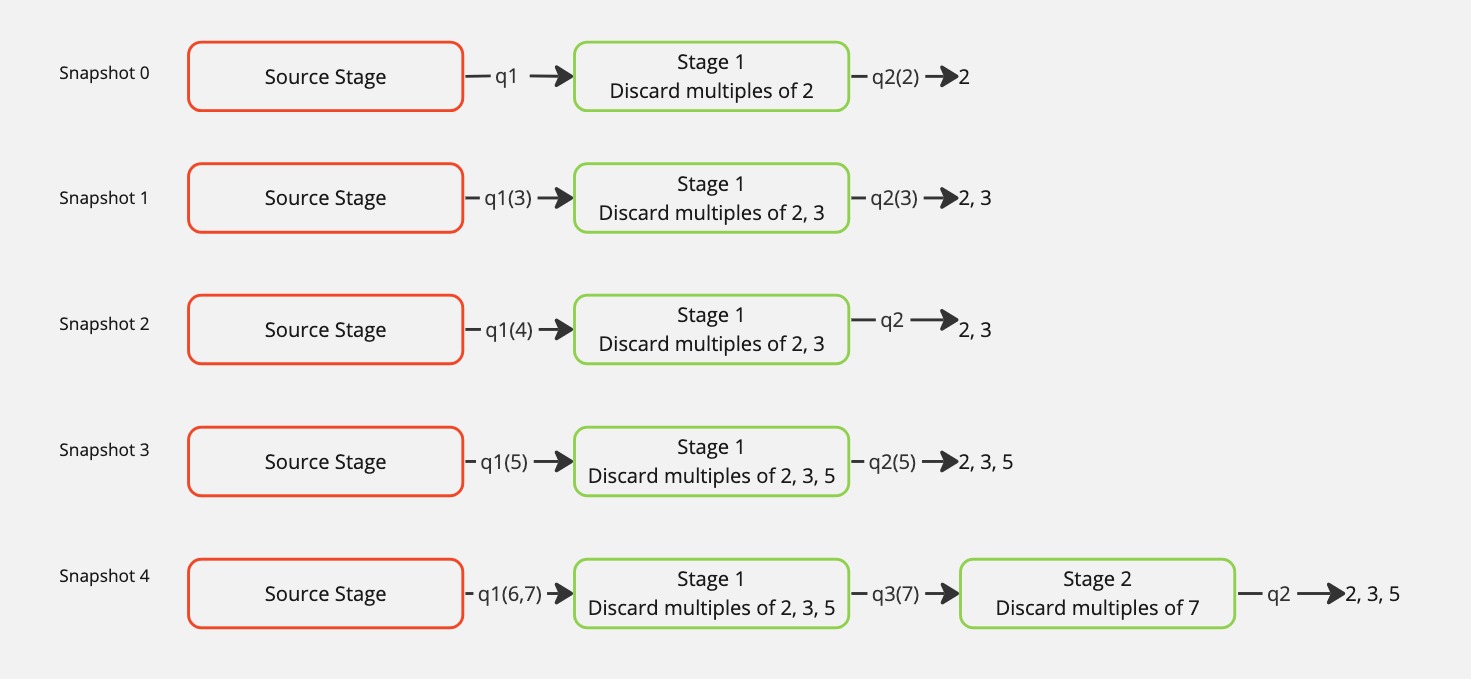 Snapshot 0
Source Stage
q1
Stage 1
Discard multiples of 2
q2(2)
2
Snapshot 1
Source Stage
q1(3)
Stage 1
Discard multiples of 2, 3
q2(3)
2, 3
Snapshot 2
Source Stage
q1(4)
Stage 1
Discard multiples of 2, 3
q2
2, 3
Snapshot 3
Source Stage
q1(5)
Stage 1
Discard multiples of 2, 3, 5
q2(5)
2, 3, 5
Snapshot 4
Source Stage
q1(6,7)
Stage 1
Discard multiples of 2, 3, 5
q3(7)
Stage 2
Discard multiples of 7
q2
2, 3, 5